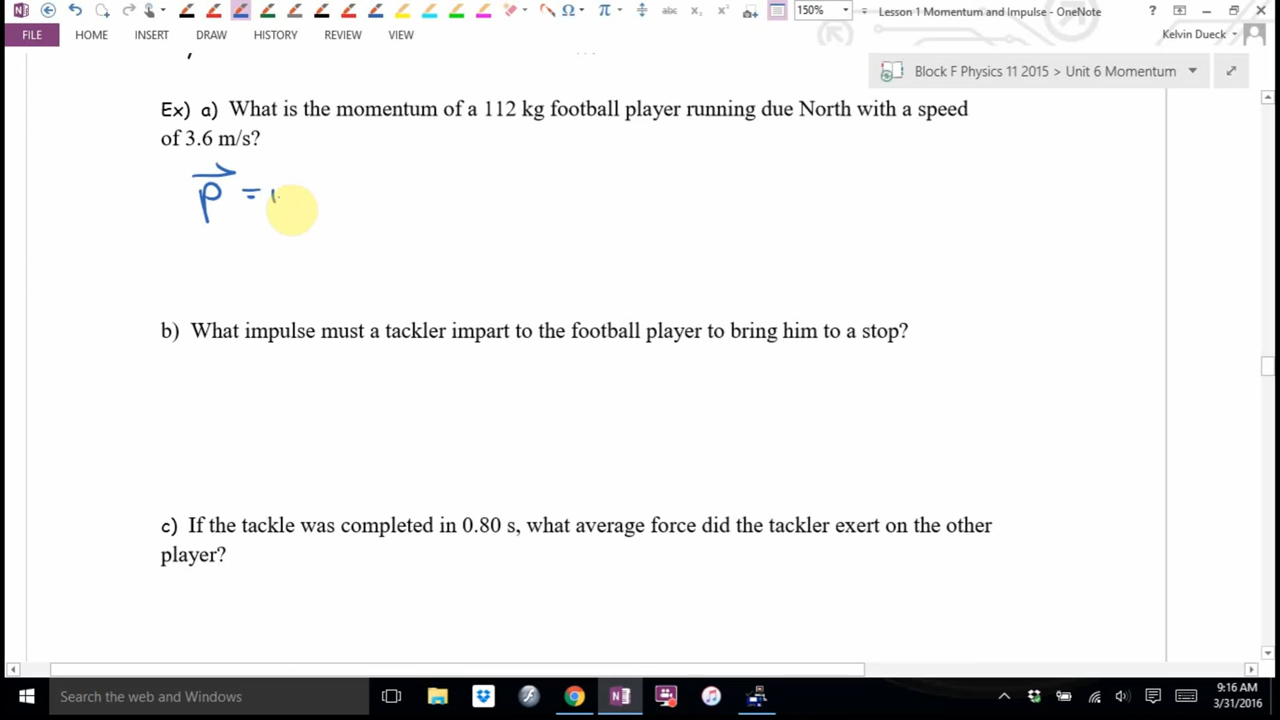 abc
x
x
150%
Lesson 1 Momentum and Impulse - OneNote
?
FILE
HOME
INSERT
DRAW
HISTORY
REVIEW
VIEW
Kelvin Dueck
Block F Physics 11 2015 > Unit 6 Momentum
Ex) a) What is the momentum of a 112 kg football player running due North with a speed
of 3.6 m/s?
p =
b) What impulse must a tackler impart to the football player to bring him to a stop?
c) If the tackle was completed in 0.80 s, what average force did the tackler exert on the other
player?
Search the web and Windows
9:16 AM
3/31/2016